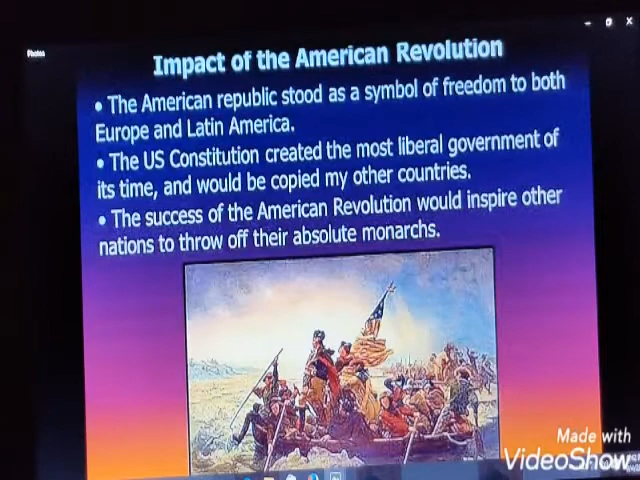 Photos
Impact of the American Revolution
• The American republic stood as a symbol of freedom to both
Europe and Latin America.
• The US Constitution created the most liberal government of
its time, and would be copied my other countries.
• The success of the American Revolution would inspire other
nations to throw off their absolute monarchs.
Made with
VideoShow